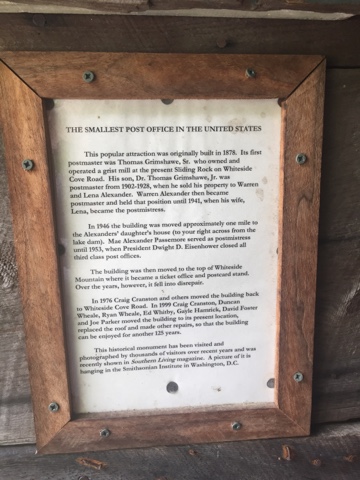 THE SMALLEST POST OFFICE IN THE UNITED STATES
This popular attraction was originally built in 1878. Its first
postmaster was Thomas Grimshawe, Sr. who owned and
operated a grist mill at the present Sliding Rock on Whiteside
Cove Road. His son, Dr. Thomas Grimshawe, Jr. was
postmaster from 1902-1928, when he sold his property to Warren
and Lena Alexander. Warren Alexander then became
postmaster and held that position until 1941, when his wife,
Lena, became the postmistress.
In 1946 the building was moved approximately one mile to
the Alexanders' daughter's house (to your right across from the
lake dam). Mae Alexander Passemore served as postmistress
until 1953, when President Dwight D. Eisenhower closed all
third class post offices.
The building was then moved to the top of Whiteside
Mountain where it became a ticket office and postcard stand.
Over the years, however, it fell into disrepair.
In 1976 Craig Cranston and others moved the building back
to Whiteside Cove Road. In 1999 Craig Cranston, Duncan
Wheale, Ryan Wheale, Ed Whitby, Gayle Hamrick, David Foster
and Joe Parker moved the building to its present location,
replaced the roof and made other repairs, so that the building
can be enjoyed for another 125 years.
This historical monument has been visited and
photographed by thousands of visitors over recent years and was
recently shown in Southern Living magazine. A picture of it is
hanging in the Smithsonian Institute in Washington, D.C.